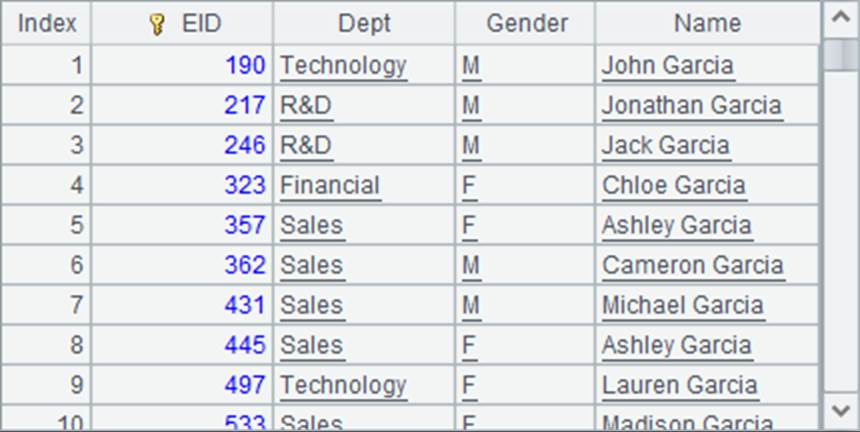 Index EID Dept Gender Name
1 190 Technology M John Garcia
2 217 R&D M Jonathan Garcia
3 246 R&D M Jack Garcia
4 323 Financial F Chloe Garcia
5 357 Sales F Ashley Garcia
6 362 Sales M Cameron Garcia
7 431 Sales M Michael Garcia
8 445 Sales F Ashley Garcia
9 497 Technology F Lauren Garcia
10 533 Sales F Madison Garcia